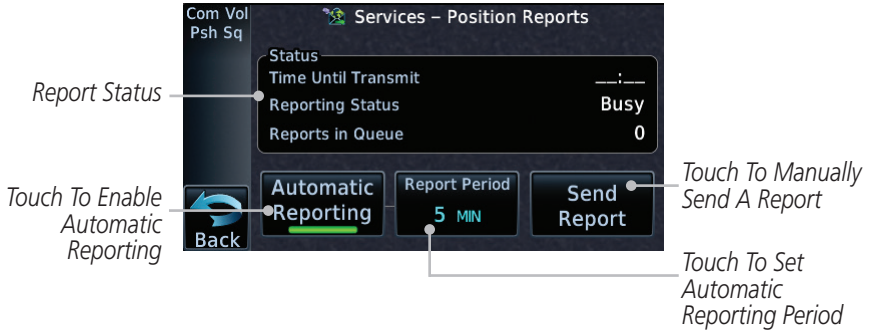 Com Vol
Psh Sq
Services – Position Reports
Status
Time Until Transmit __:__
Reporting Status Busy
Reports in Queue 0
Report Status
Automatic
Reporting
Report Period
5 MIN
Send
Report
Back
Touch To Enable
Automatic
Reporting
Touch To Manually
Send A Report
Touch To Set
Automatic
Reporting Period